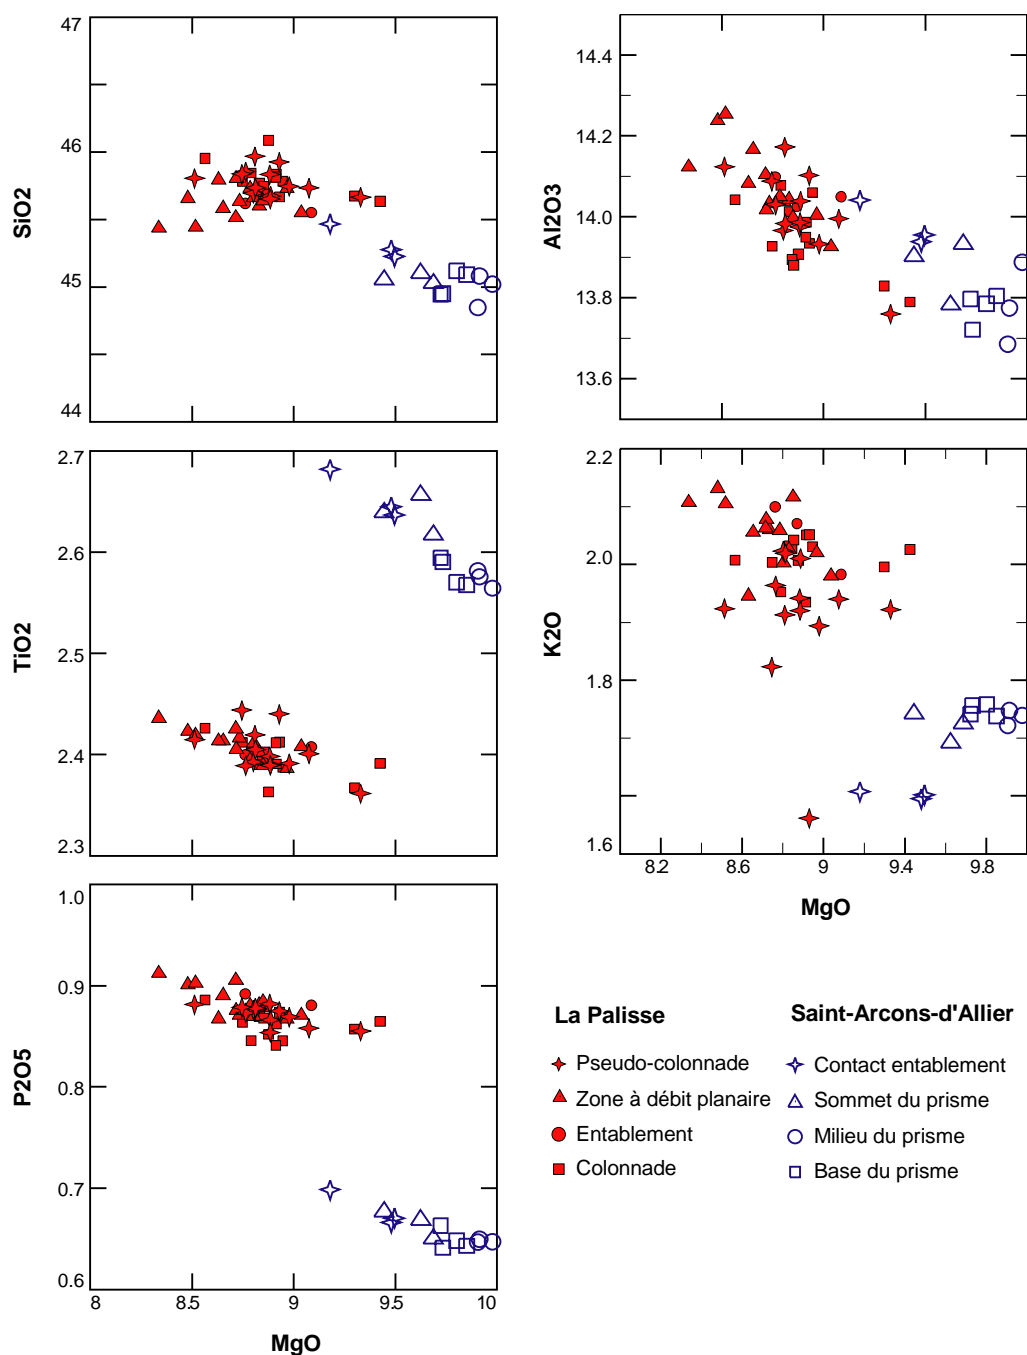 47
46
45
44
SiO2
14.4
14.2
14.0
13.8
13.6
Al2O3
2.7
2.6
2.5
2.4
2.3
TiO2
2.2
2.0
1.8
1.6
K2O
8.2
8.6
9
9.4
9.8
MgO
1.0
0.9
0.8
0.7
0.6
P2O5
8
8.5
9
9.5
10
MgO
La Palisse
Pseudo-colonnade
Zone à débit planaire
Entablement
Colonnade
Saint-Arcons-d'Allier
Contact entablement
Sommet du prisme
Milieu du prisme
Base du prisme